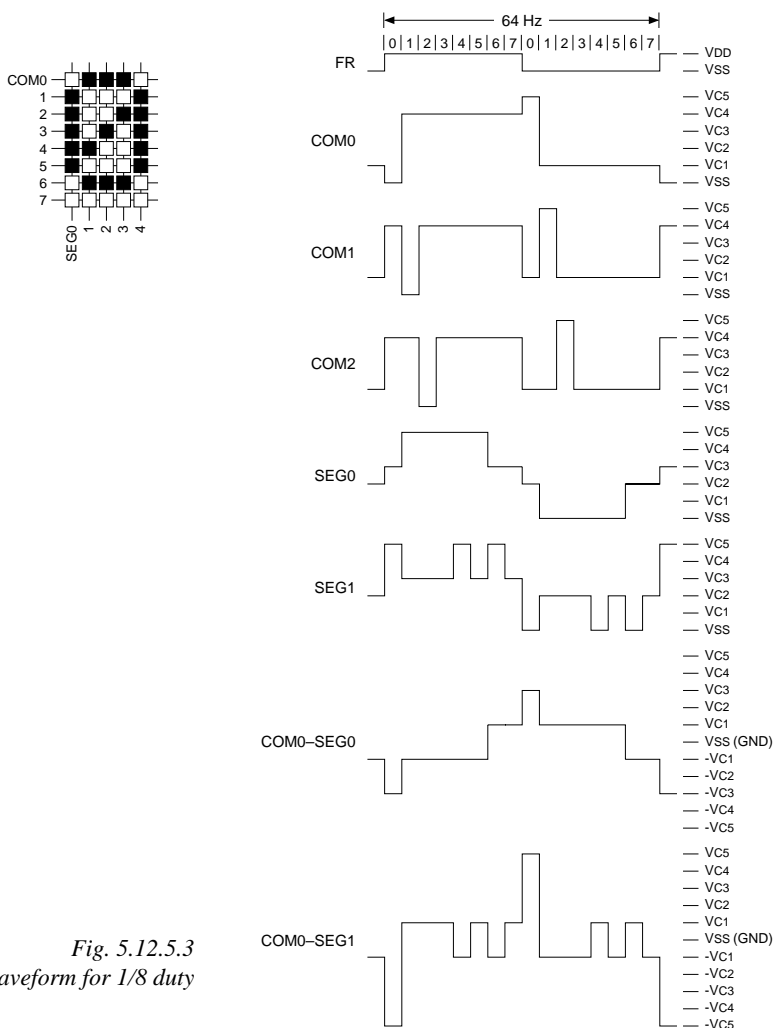 64 Hz
0 1 2 3 4 5 6 7 0 1 2 3 4 5 6 7
FR
VDD
VSS
COM0
1
2
3
4
5
6
7
SEG0
1
2
3
4
COM0
VC5
VC4
VC3
VC2
VC1
VSS
COM1
VC5
VC4
VC3
VC2
VC1
VSS
COM2
VC5
VC4
VC3
VC2
VC1
VSS
SEG0
VC5
VC4
VC3
VC2
VC1
VSS
SEG1
VC5
VC4
VC3
VC2
VC1
VSS
COM0–SEG0
VC5
VC4
VC3
VC2
VC1
VSS (GND)
-VC1
-VC2
-VC3
-VC4
-VC5
COM0–SEG1
VC5
VC4
VC3
VC2
VC1
VSS (GND)
-VC1
-VC2
-VC3
-VC4
-VC5
Fig. 5.12.5.3
aveform for 1/8 duty